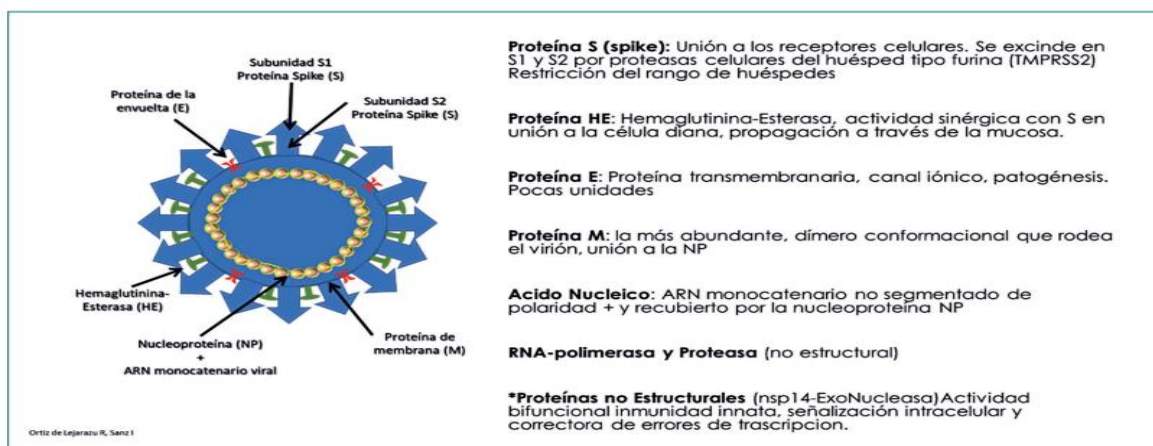 Subunidad S1
Proteína Spike (S)
Proteína de la
envuelta (E)
Subunidad S2
Proteína Spike (S)
Hemaglutinina-
Esterasa (HE)
Nucleoproteína (NP)
+
ARN monocatenario viral
Proteína de
membrana (M)
Ortiz de Lejarazu R, Sanz I
Proteína S (spike): Unión a los receptores celulares. Se excinde en
S1 y S2 por proteasas celulares del huésped tipo furina (TMPRSS2)
Restricción del rango de huéspedes
Proteína HE: Hemaglutinina-Esterasa, actividad sinérgica con S en
unión a la célula diana, propagación a través de la mucosa.
Proteína E: Proteína transmembranaria, canal iónico, patogénesis.
Pocas unidades
Proteína M: la más abundante, dímero conformacional que rodea
el virión, unión a la NP
Acido Nucleico: ARN monocatenario no segmentado de
polaridad + y recubierto por la nucleoproteína NP
RNA-polimerasa y Proteasa (no estructural)
*Proteínas no Estructurales (nsp14-ExoNucleasa)Actividad
bifuncional inmunidad innata, señalización intracelular y
correctora de errores de trascripcion.